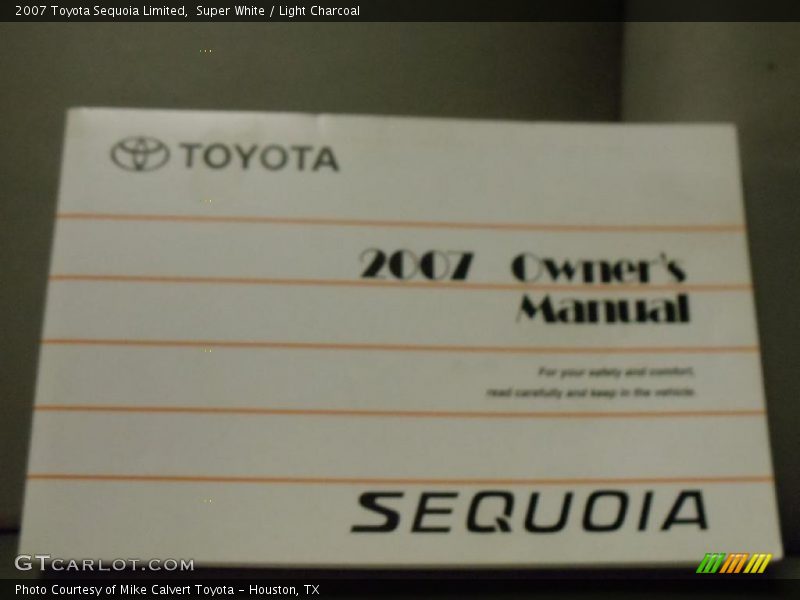 2007 Toyota Sequoia Limited,  Super White / Light Charcoal
TOYOTA
2007 Owner's
Manual
For your safety and comfort,
read carefully and keep in the vehicle.
SEQUOIA
GTCARLOT.COM
Photo Courtesy of Mike Calvert Toyota - Houston, TX